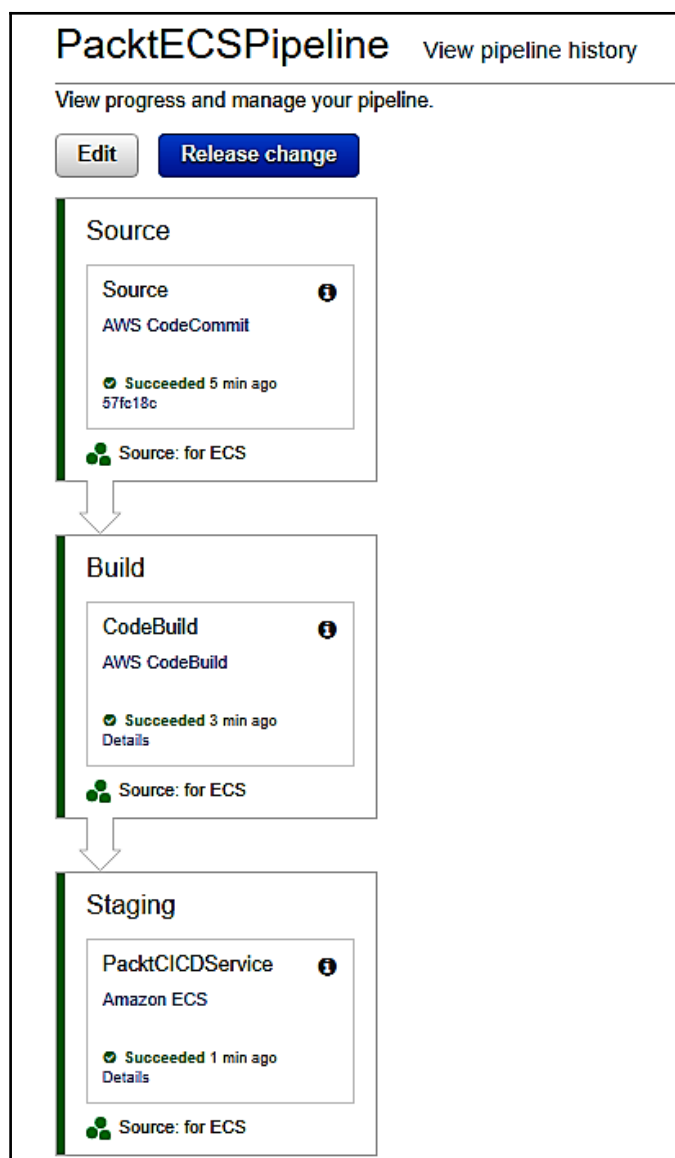 PacktECSPipeline View pipeline history
View progress and manage your pipeline.
Edit Release change
Source
Source
AWS CodeCommit
Succeeded 5 min ago
57fc18c
Source: for ECS
Build
CodeBuild
AWS CodeBuild
Succeeded 3 min ago
Details
Source: for ECS
Staging
PacktCICDService
Amazon ECS
Succeeded 1 min ago
Details
Source: for ECS